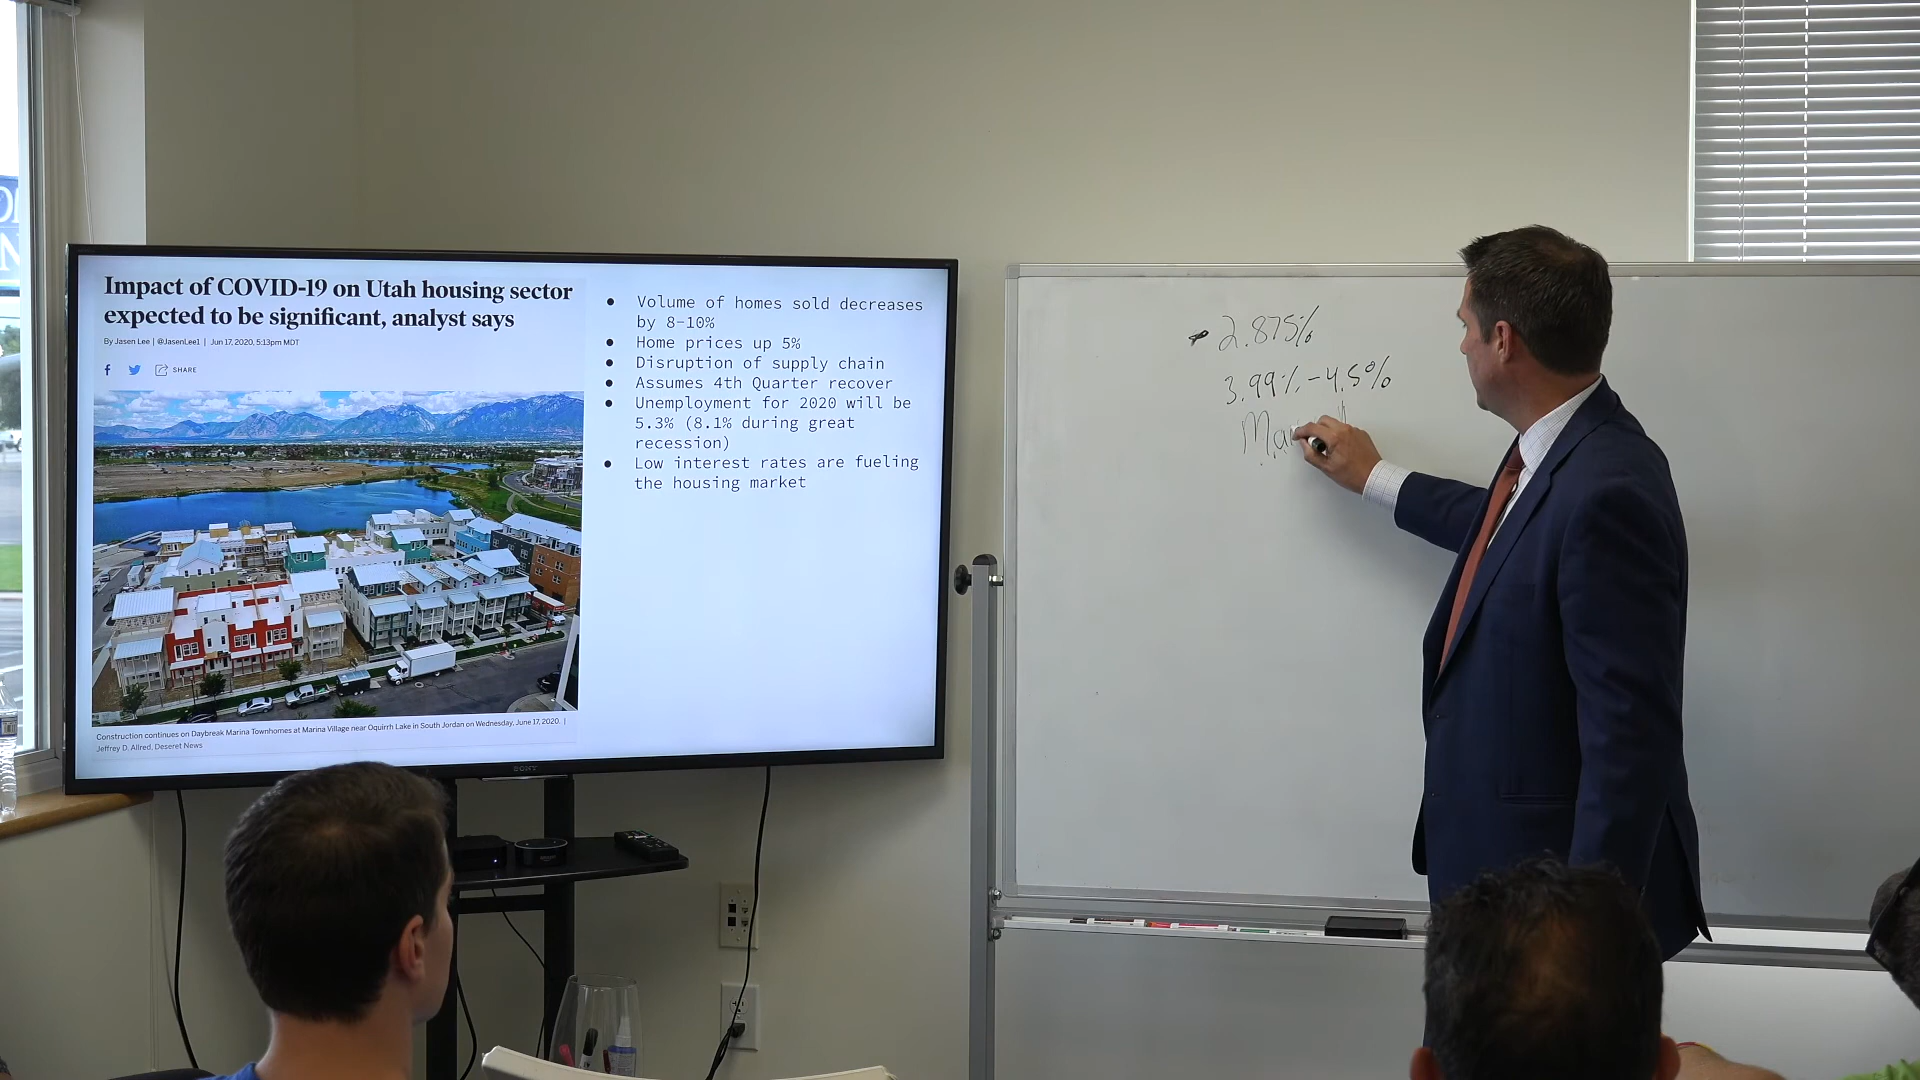 Impact of COVID-19 on Utah housing sector
expected to be significant, analyst says
By Jasen Lee | @JasenLee1 | Jun 17, 2020, 5:13pm MDT
SHARE
Construction continues on Daybreak Marina Townhomes at Marina Village near Oquirrh Lake in South Jordan on Wednesday, June 17, 2020. |
Jeffrey D. Allred, Deseret News
● Volume of homes sold decreases
by 8-10%
● Home prices up 5%
● Disruption of supply chain
● Assumes 4th Quarter recover
● Unemployment for 2020 will be
5.3% (8.1% during great
recession)
● Low interest rates are fueling
the housing market
SONY
2.875%
3.99% - 4.5%